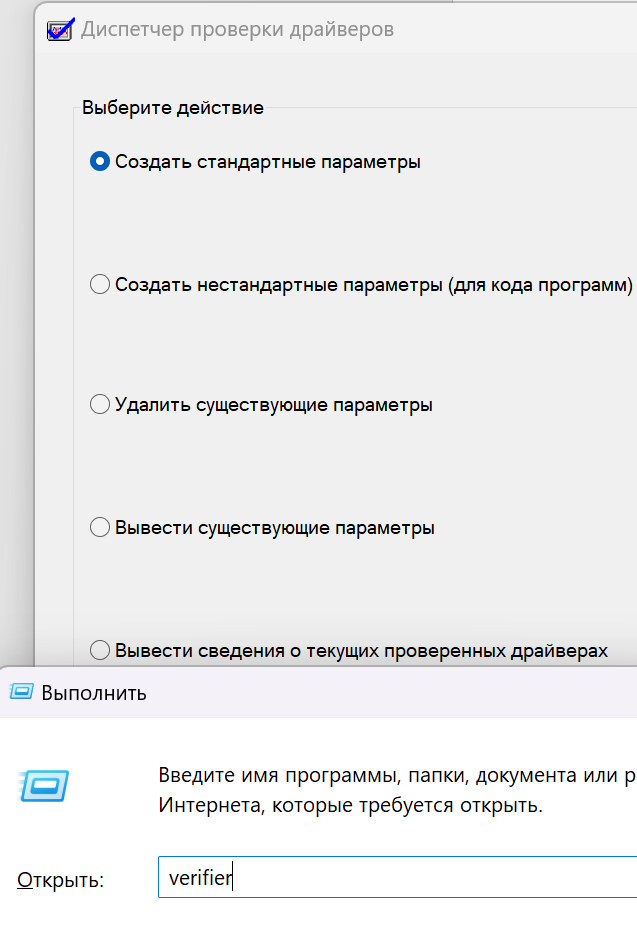 Диспетчер проверки драйверов
Выберите действие
Создать стандартные параметры
Создать нестандартные параметры (для кода программ)
Удалить существующие параметры
Вывести существующие параметры
Вывести сведения о текущих проверенных драйверах
Выполнить
Введите имя программы, папки, документа или р
Интернета, которые требуется открыть.
Открыть:
verifier